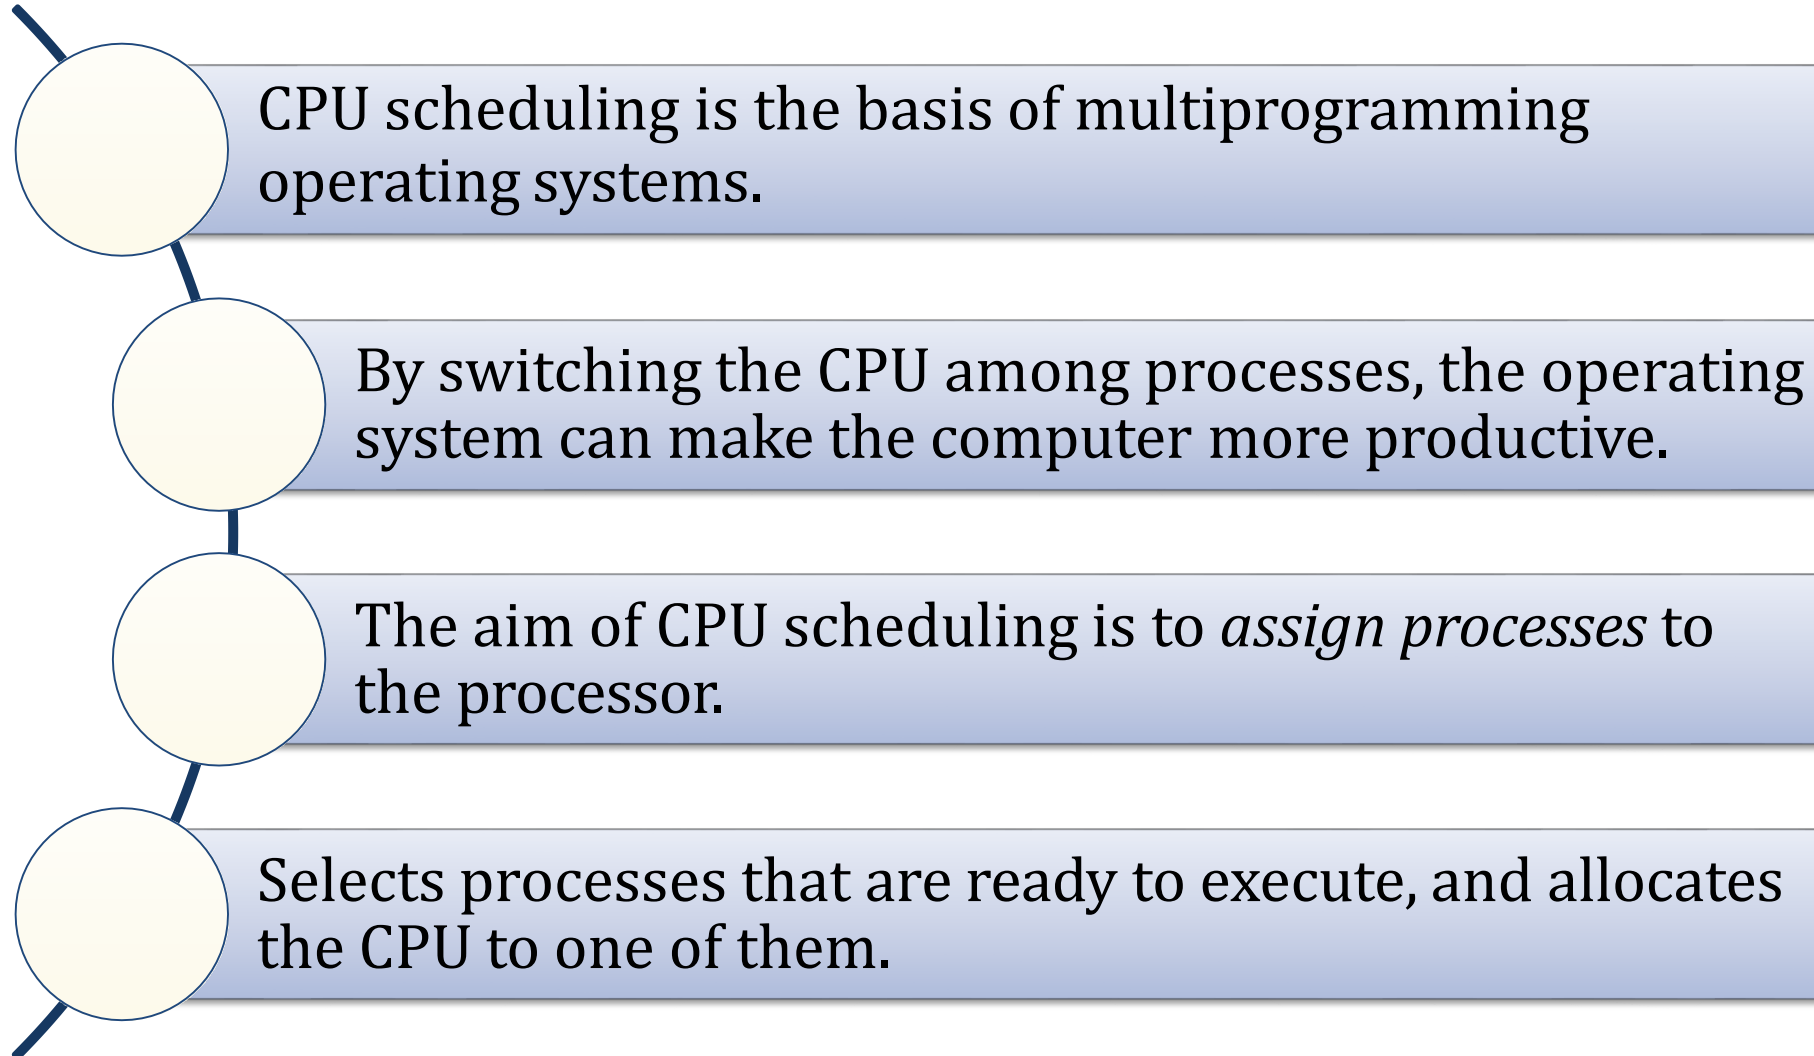 CPU scheduling is the basis of multiprogramming
operating systems.
By switching the CPU among processes, the operating
system can make the computer more productive.
The aim of CPU scheduling is to assign processes to
the processor.
Selects processes that are ready to execute, and allocates
the CPU to one of them.